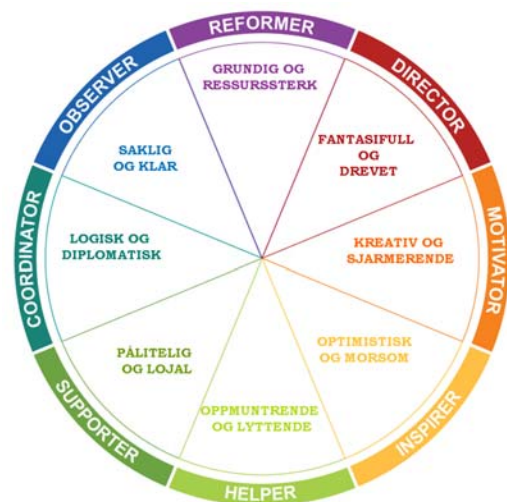 REFORMER
GRUNDIG OG
RESSURSSTERK
DIRECTOR
FANTASIFULL
OG
DREVET
MOTIVATOR
KREATIV OG
SJARMERENDE
INSPIRER
OPTIMISTISK
OG MORSOM
HELPER
OPPMUNTRENDE
OG LYTTENDE
SUPPORTER
PÅLITELIG
OG LOJAL
COORDINATOR
LOGISK OG
DIPLOMATISK
OBSERVER
SAKLIG
OG KLAR